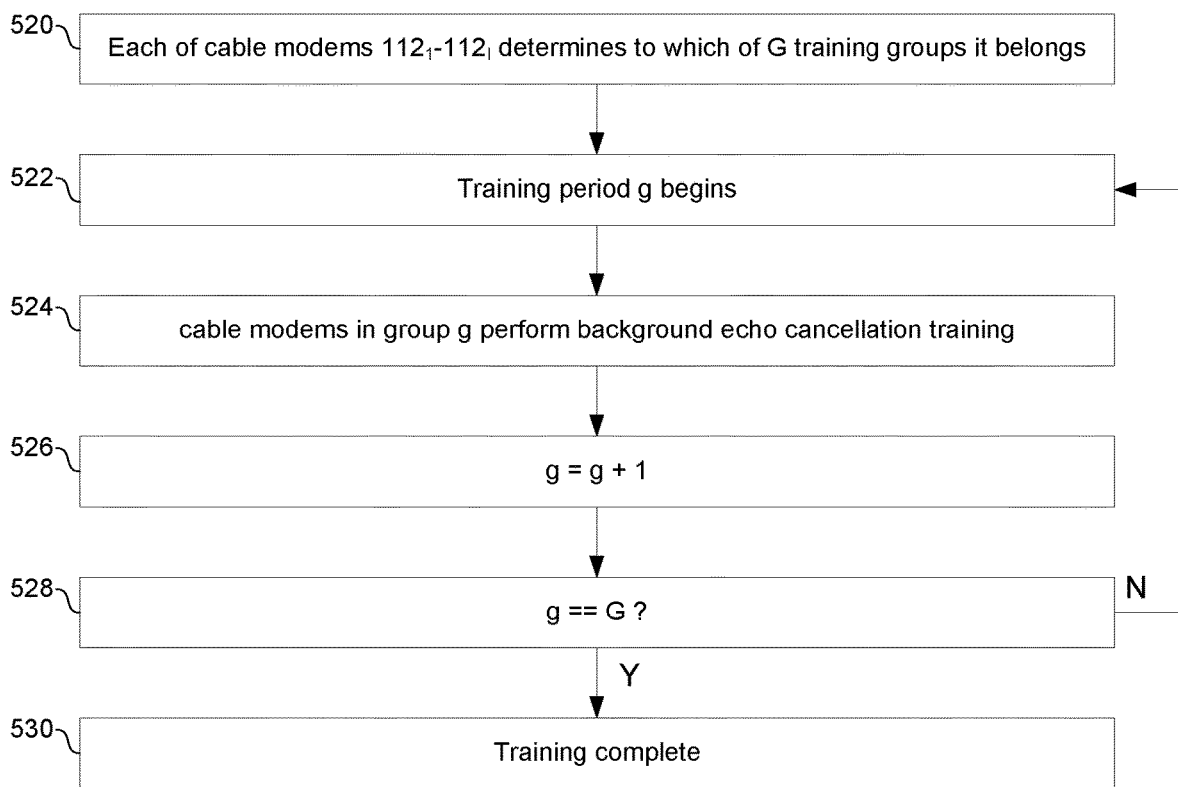 520
Each of cable modems 112₁-112ₗ determines to which of G training groups it belongs
522
Training period g begins
524
cable modems in group g perform background echo cancellation training
526
g = g + 1
528
g == G ?
N
Y
530
Training complete